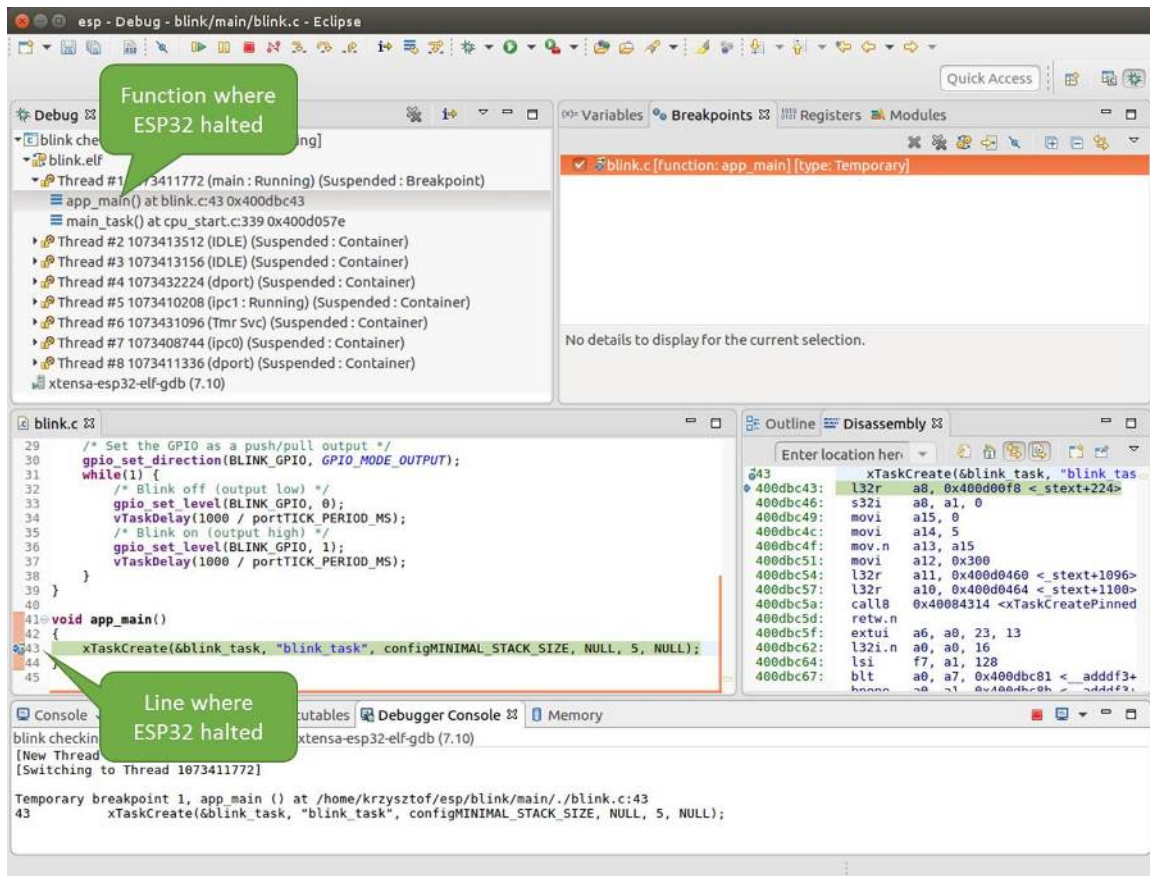 esp - Debug - blink/main/blink.c - Eclipse
Quick Access
Function where
ESP32 halted
Debug
blink che ing]
blink.elf
Thread #1 073411772 (main : Running) (Suspended : Breakpoint)
app_main() at blink.c:43 0x400dbc43
main_task() at cpu_start.c:339 0x400d057e
Thread #2 1073413512 (IDLE) (Suspended : Container)
Thread #3 1073413156 (IDLE) (Suspended : Container)
Thread #4 1073432224 (dport) (Suspended : Container)
Thread #5 1073410208 (ipc1 : Running) (Suspended : Container)
Thread #6 1073431096 (Tmr Svc) (Suspended : Container)
Thread #7 1073408744 (ipc0) (Suspended : Container)
Thread #8 1073411336 (dport) (Suspended : Container)
xtensa-esp32-elf-gdb (7.10)
(x)= Variables Breakpoints Registers Modules
blink.c [function: app_main] [type: Temporary]
No details to display for the current selection.
blink.c
29 /* Set the GPIO as a push/pull output */
30 gpio_set_direction(BLINK_GPIO, GPIO_MODE_OUTPUT);
31 while(1) {
32 /* Blink off (output low) */
33 gpio_set_level(BLINK_GPIO, 0);
34 vTaskDelay(1000 / portTICK_PERIOD_MS);
35 /* Blink on (output high) */
36 gpio_set_level(BLINK_GPIO, 1);
37 vTaskDelay(1000 / portTICK_PERIOD_MS);
38 }
39 }
40
41 void app_main()
42 {
43 xTaskCreate(&blink_task, "blink_task", configMINIMAL_STACK_SIZE, NULL, 5, NULL);
44
45
Line where
ESP32 halted
Outline Disassembly
Enter location her
43 xTaskCreate(&blink_task, "blink_tas
400dbc43: l32r a8, 0x400d00f8 <_stext+224>
400dbc46: s32i a8, a1, 0
400dbc49: movi a15, 0
400dbc4c: movi a14, 5
400dbc4f: mov.n a13, a15
400dbc51: movi a12, 0x300
400dbc54: l32r a11, 0x400d0460 <_stext+1096>
400dbc57: l32r a10, 0x400d0464 <_stext+1100>
400dbc5a: call8 0x40084314 <xTaskCreatePinned
400dbc5d: retw.n
400dbc5f: extui a6, a0, 23, 13
400dbc62: l32i.n a0, a0, 16
400dbc64: lsi f7, a1, 128
400dbc67: blt a0, a7, 0x400dbc81 <__adddf3+
Console cutables Debugger Console Memory
blink checkin xtensa-esp32-elf-gdb (7.10)
[New Thread
[Switching to Thread 1073411772]
Temporary breakpoint 1, app_main () at /home/krzysztof/esp/blink/main/./blink.c:43
43 xTaskCreate(&blink_task, "blink_task", configMINIMAL_STACK_SIZE, NULL, 5, NULL);